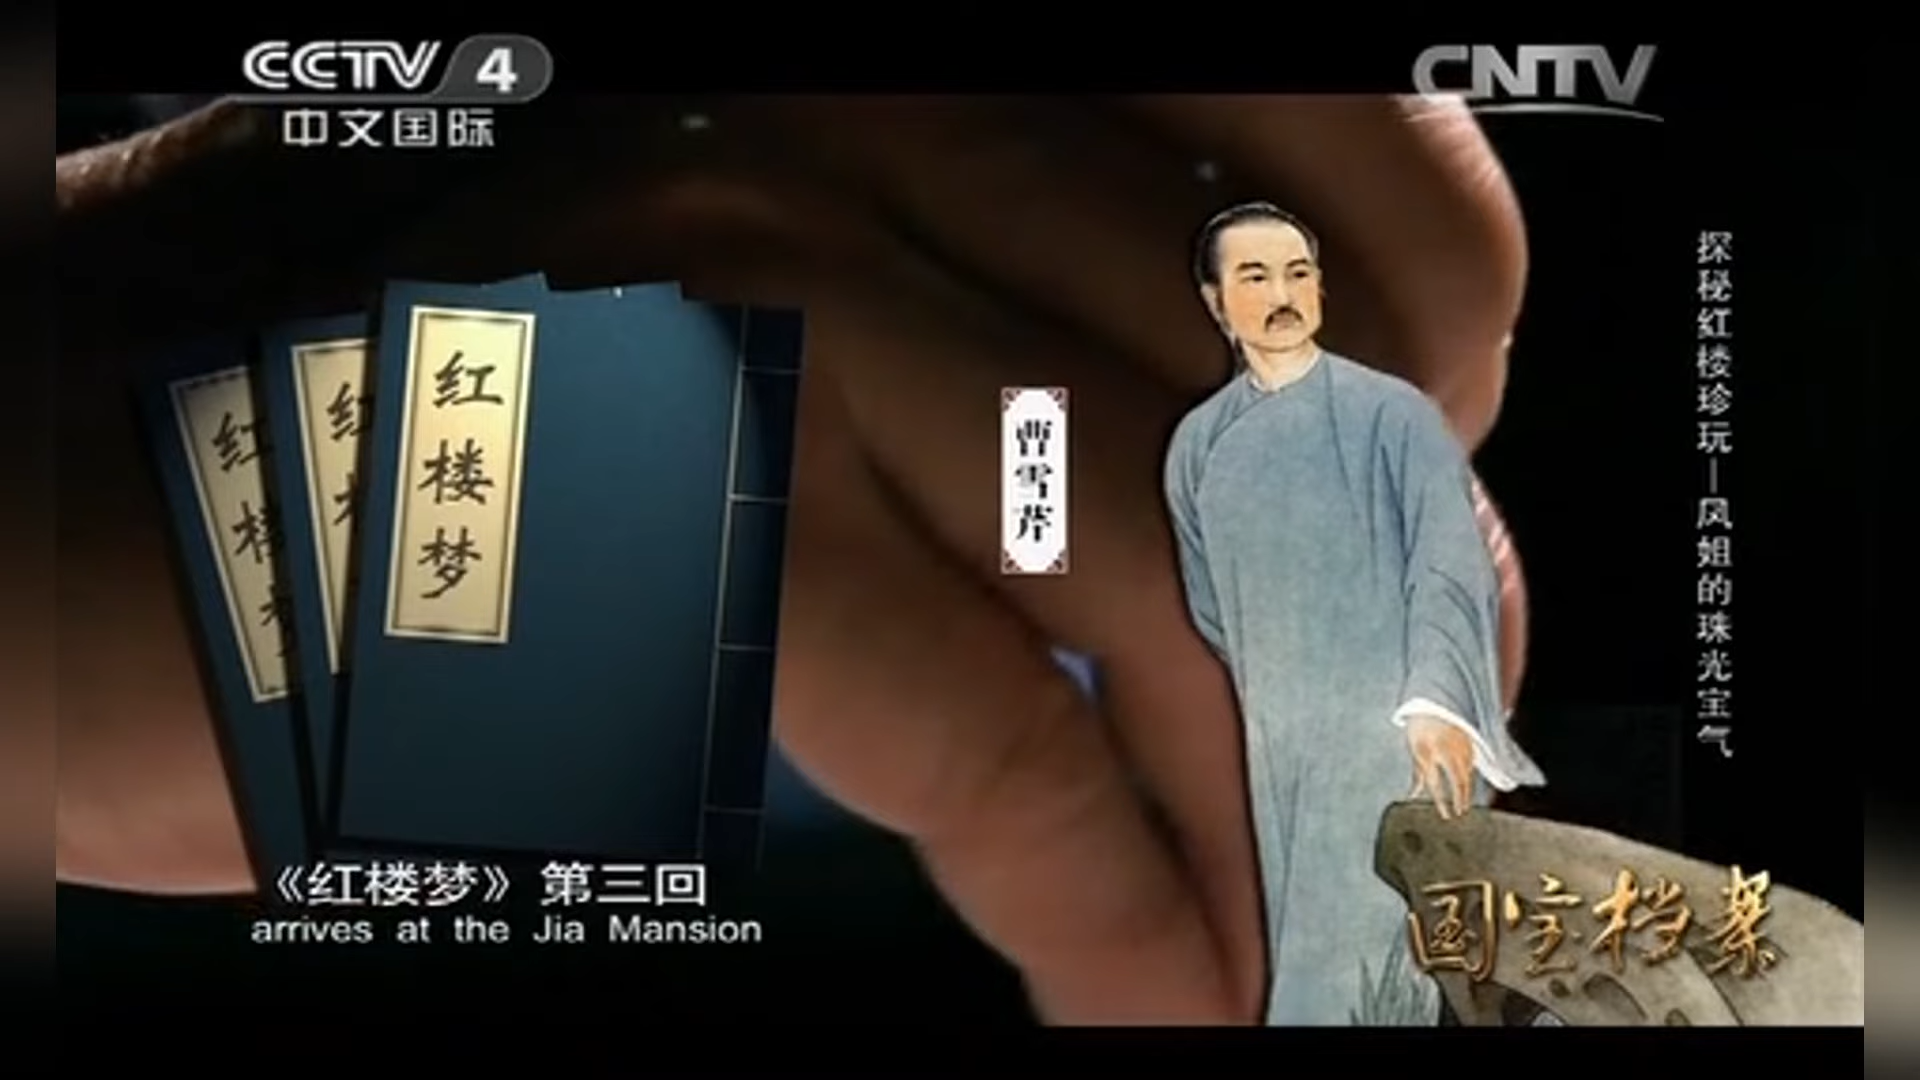 CCTV 4
中文国际
CNTV
探秘红楼珍玩—凤姐的珠光宝气
红楼梦
红
红楼梦
曹雪芹
《红楼梦》第三回
arrives at the Jia Mansion
国宝档案